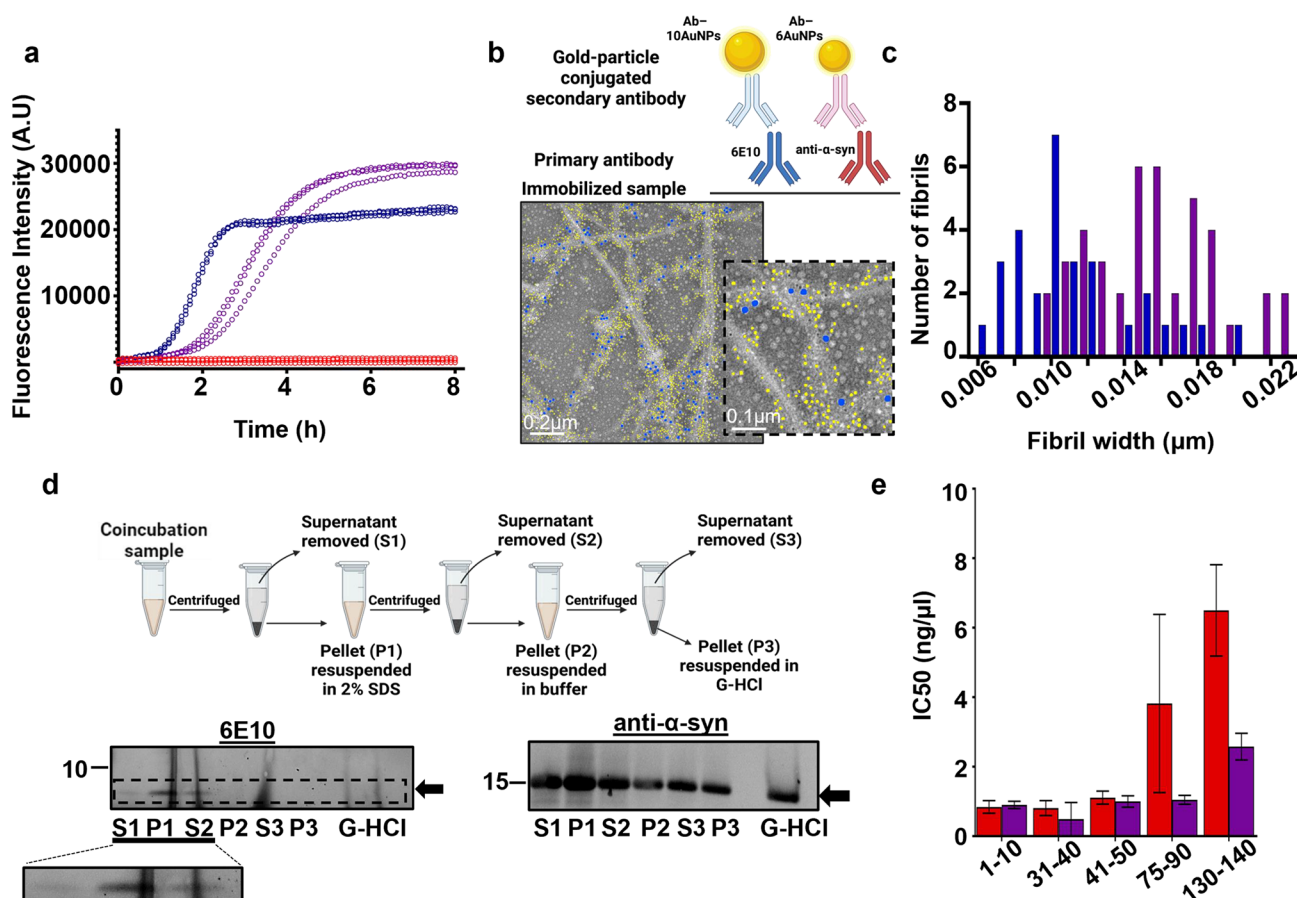 a
Fluorescence Intensity (A.U)
30000
20000
10000
0
0
2
4
6
8
Time (h)
b
Gold-particle
conjugated
secondary antibody
Ab–
10AuNPs
Ab–
6AuNPs
6E10
anti-α-syn
Primary antibody
Immobilized sample
0.2μm
0.1μm
c
Number of fibrils
8
6
4
2
0
0.006
0.010
0.014
0.018
0.022
Fibril width (μm)
d
Coincubation
sample
Centrifuged
Supernatant
removed (S1)
Pellet (P1)
resuspended
in 2% SDS
Centrifuged
Supernatant
removed (S2)
Pellet (P2)
resuspended
in buffer
Centrifuged
Supernatant
removed (S3)
Pellet (P3)
resuspended in
G-HCl
6E10
10
S1 P1 S2 P2 S3 P3 G-HCl
anti-α-syn
15
S1 P1 S2 P2 S3 P3 G-HCl
e
IC50 (ng/μl)
10
8
6
4
2
0
1-10
31-40
41-50
75-90
130-140